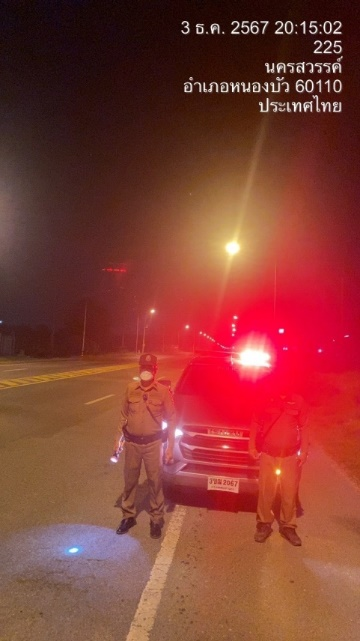 3 ธ.ค. 2567 20:15:02
225
นครสวรรค์
อำเภอหนองบัว 60110
ประเทศไทย